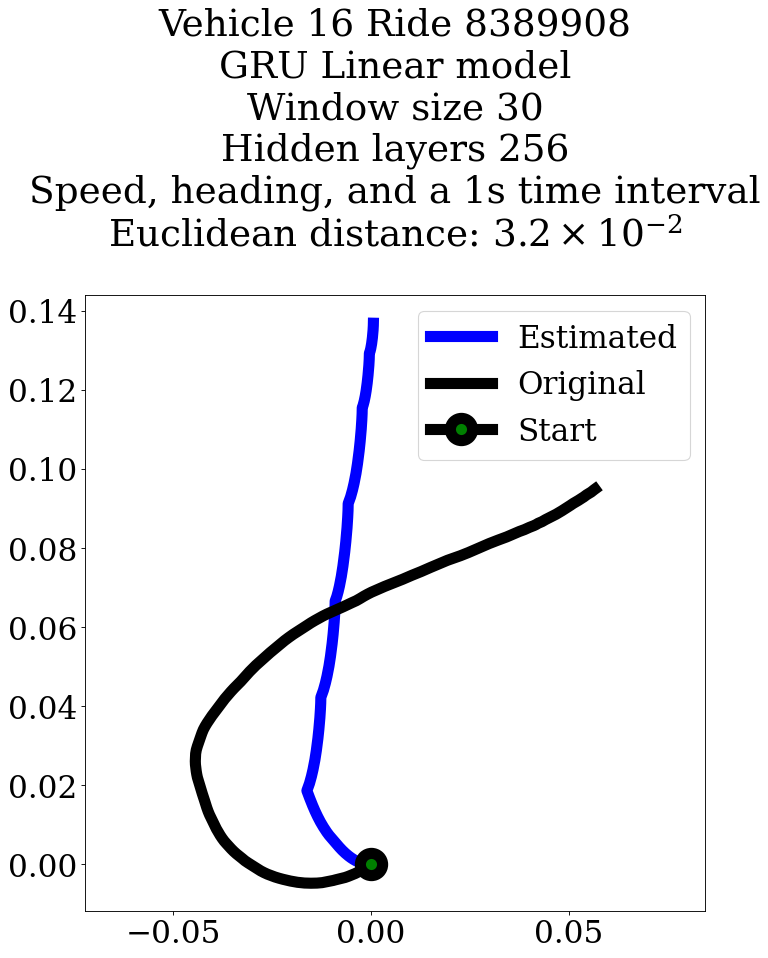 Vehicle 16 Ride 8389908
GRU Linear model
Window size 30
Hidden layers 256
Speed, heading, and a 1s time interval
Euclidean distance: 3.2 × 10⁻²
0.14
0.12
0.10
0.08
0.06
0.04
0.02
0.00
Estimated
Original
Start
−0.05
0.00
0.05